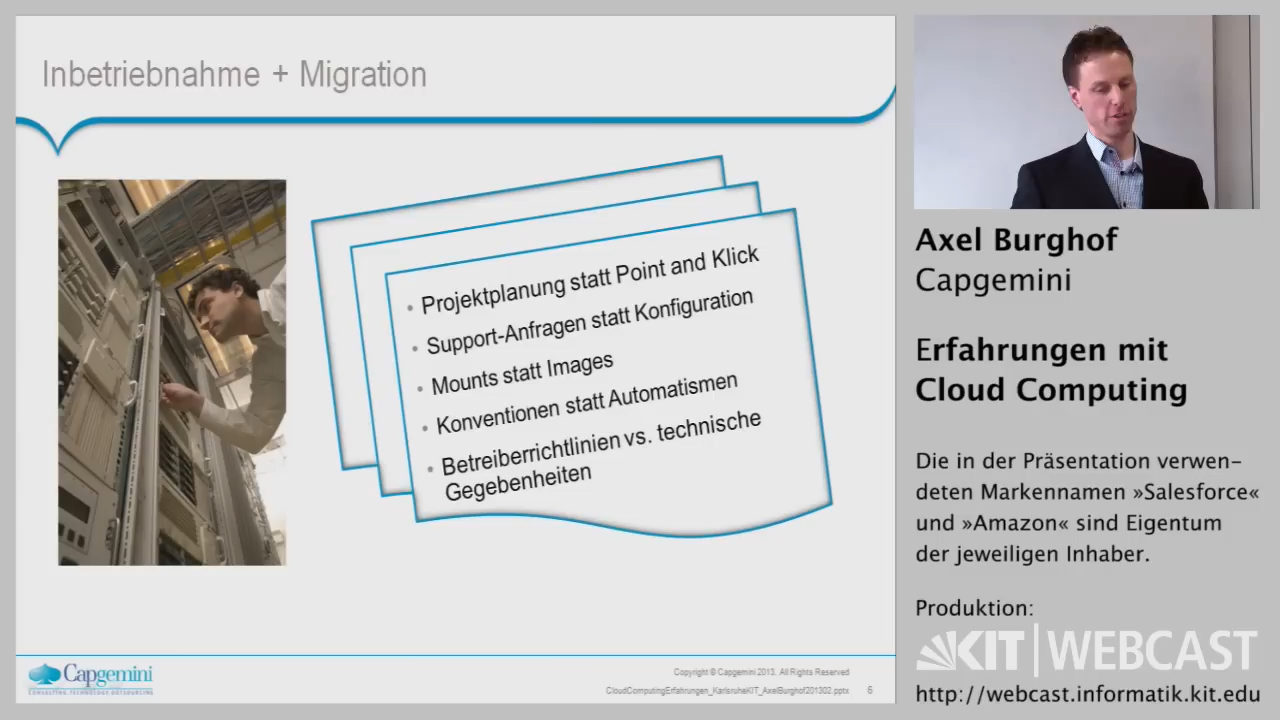 Inbetriebnahme + Migration
• Projektplanung statt Point and Klick
• Support-Anfragen statt Konfiguration
• Mounts statt Images
• Konventionen statt Automatismen
• Betreiberrichtlinien vs. technische
Gegebenheiten
Capgemini
CONSULTING.TECHNOLOGY.OUTSOURCING
Copyright © Capgemini 2013. All Rights Reserved
CloudComputingErfahrungen_KarlsruheKIT_AxelBurghof201302.pptx 6
Axel Burghof
Capgemini
Erfahrungen mit
Cloud Computing
Die in der Präsentation verwen-
deten Markennamen »Salesforce«
und »Amazon« sind Eigentum
der jeweiligen Inhaber.
Produktion:
KIT WEBCAST
http://webcast.informatik.kit.edu